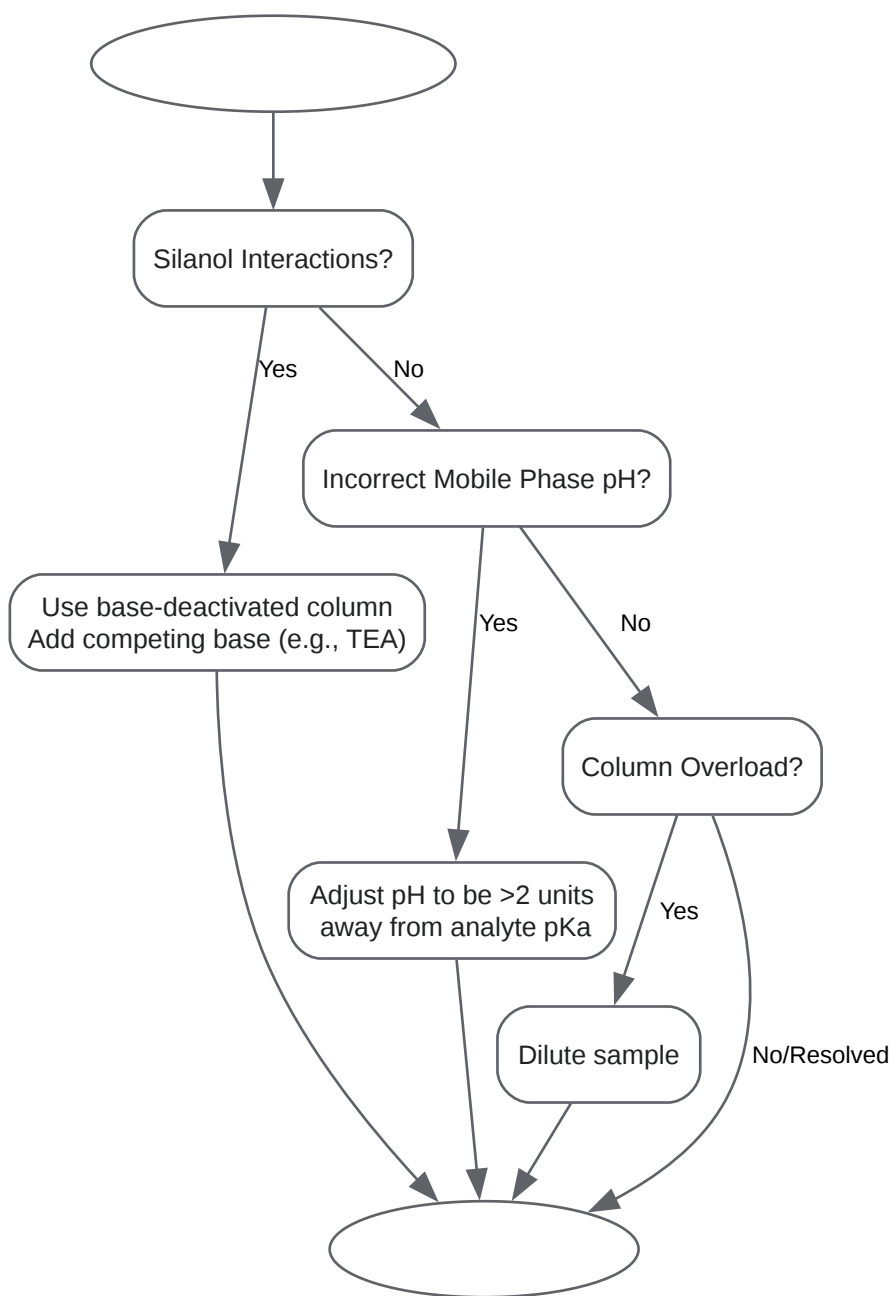 Silanol Interactions?
Yes
No
Incorrect Mobile Phase pH?
Use base-deactivated column
Add competing base (e.g., TEA)
Yes
No
Column Overload?
Adjust pH to be >2 units
away from analyte pKa
Yes
Dilute sample
No/Resolved